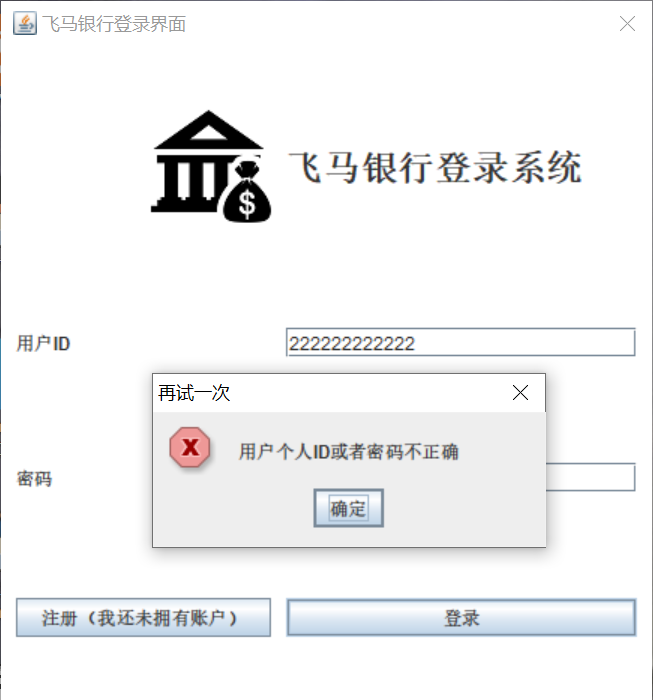 飞马银行登录界面
$
飞马银行登录系统
用户ID
222222222222
再试一次
x
用户个人ID或者密码不正确
确定
密码
注册（我还未拥有账户）
登录